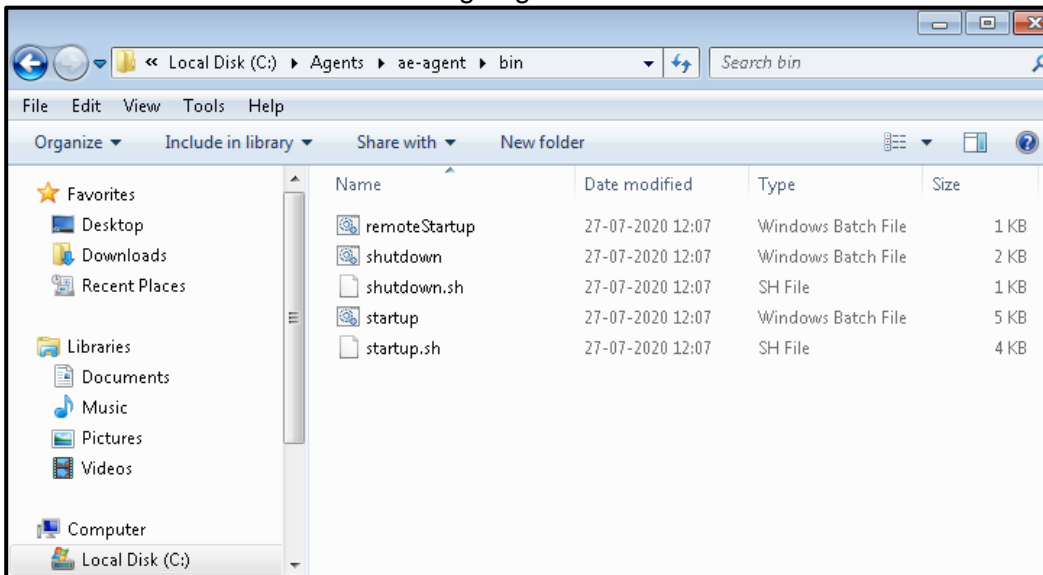 « Local Disk (C:) ▸ Agents ▸ ae-agent ▸ bin Search bin
File Edit View Tools Help
Organize Include in library Share with New folder
Name Date modified Type Size
Favorites
Desktop
Downloads
Recent Places
Libraries
Documents
Music
Pictures
Videos
Computer
Local Disk (C:)
remoteStartup 27-07-2020 12:07 Windows Batch File 1 KB
shutdown 27-07-2020 12:07 Windows Batch File 2 KB
shutdown.sh 27-07-2020 12:07 SH File 1 KB
startup 27-07-2020 12:07 Windows Batch File 5 KB
startup.sh 27-07-2020 12:07 SH File 4 KB